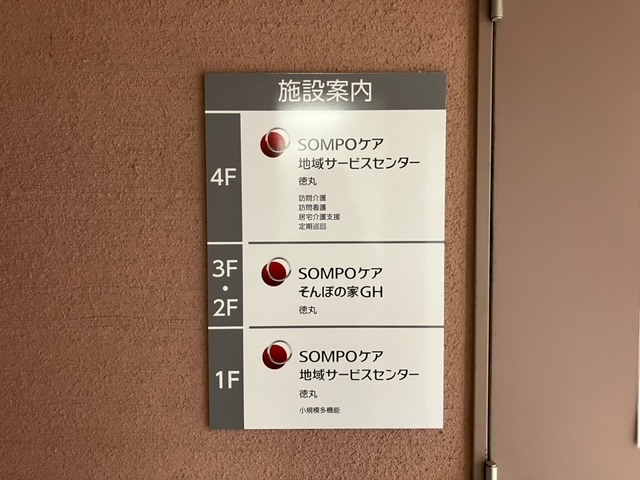 施設案内
4F
SOMPOケア
地域サービスセンター
徳丸
訪問介護
訪問看護
居宅介護支援
定期巡回
3F
・
2F
SOMPOケア
そんぽの家GH
徳丸
1F
SOMPOケア
地域サービスセンター
徳丸
小規模多機能